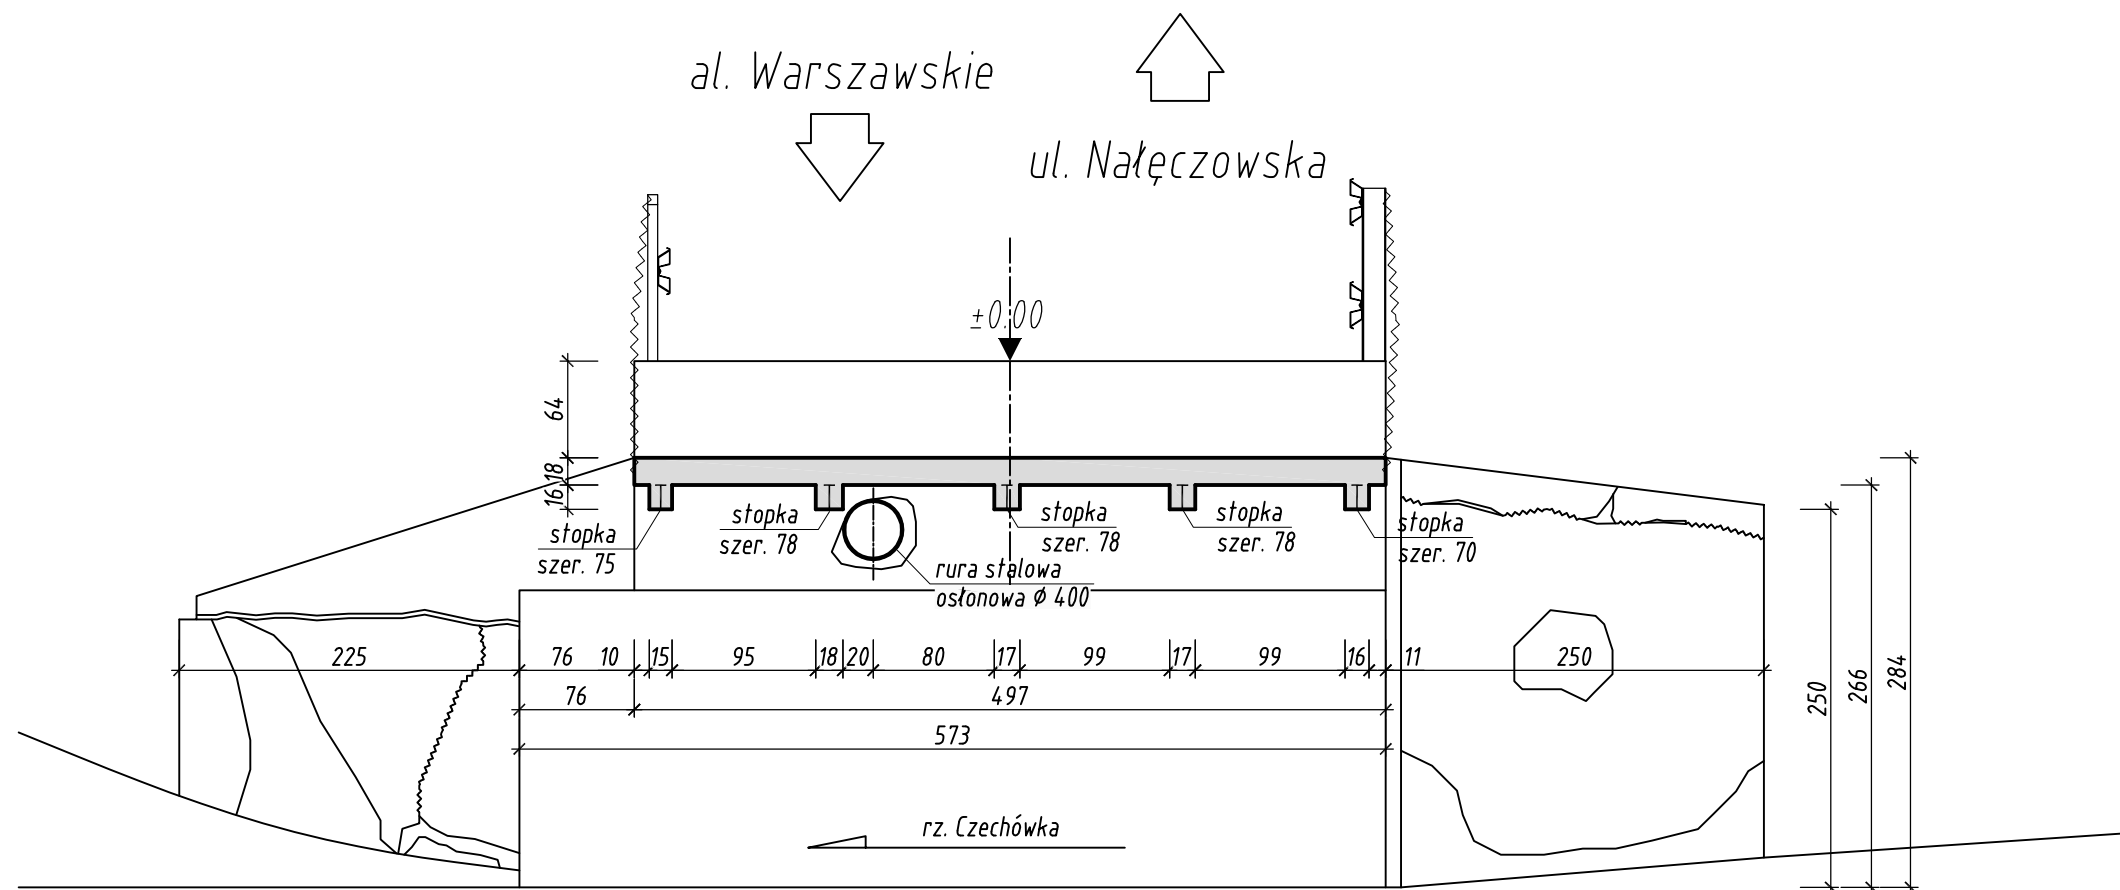 al. Warszawskie
ul. Nałęczowska
±0.00
64
18
16
stopka
szer. 75
stopka
szer. 78
stopka
szer. 78
stopka
szer. 78
stopka
szer. 70
rura stalowa
osłonowa Ø 400
225 76 10 15 95 18 20 80 17 99 17 99 16 11 250
76 497
573
250
266
284
rz. Czechówka